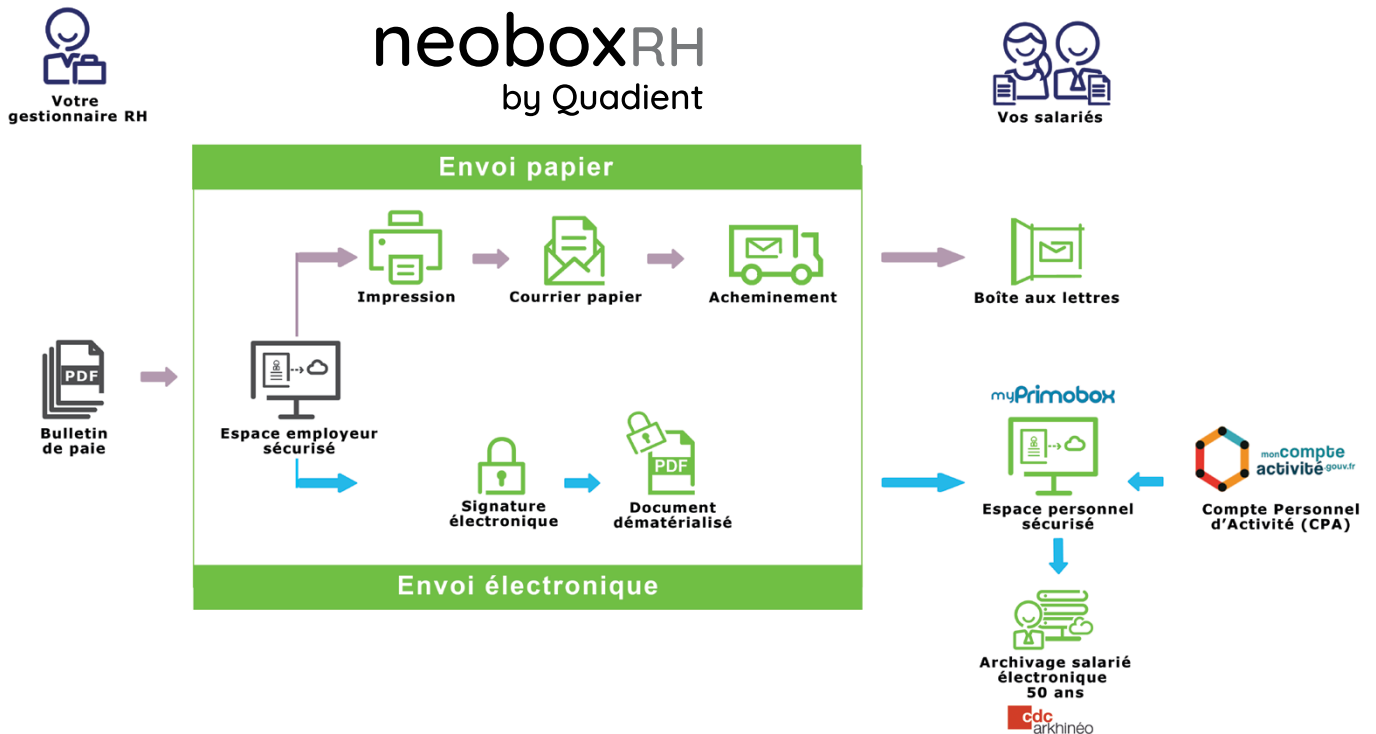 neoboxRH
by Quadient
Votre
gestionnaire RH
Vos salariés
Envoi papier
Impression
Courrier papier
Acheminement
Boîte aux lettres
PDF
Bulletin
de paie
Espace employeur
sécurisé
Signature
électronique
PDF
Document
dématérialisé
myPrimobox
Espace personnel
sécurisé
moncompte
activité.gouv.fr
Compte Personnel
d'Activité (CPA)
Envoi électronique
Archivage salarié
électronique
50 ans
cdc
arkhinéo